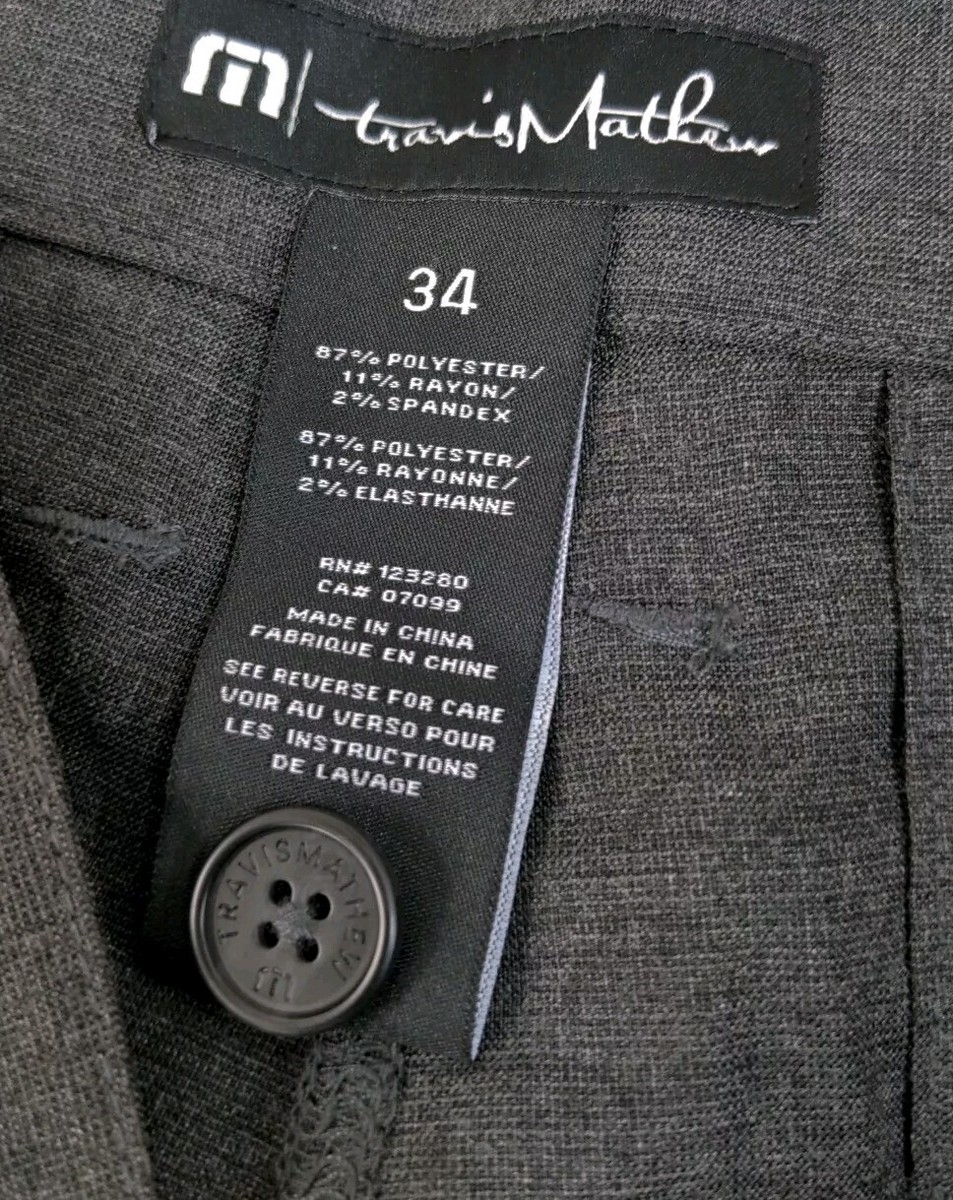 m/travisMathew
34
87% POLYESTER/
11% RAYON/
2% SPANDEX
87% POLYESTER/
11% RAYONNE/
2% ELASTHANNE
RN# 123280
CA# 07099
MADE IN CHINA
FABRIQUE EN CHINE
SEE REVERSE FOR CARE
VOIR AU VERSO POUR
LES INSTRUCTIONS
DE LAVAGE
TRAVISMATHEW
m